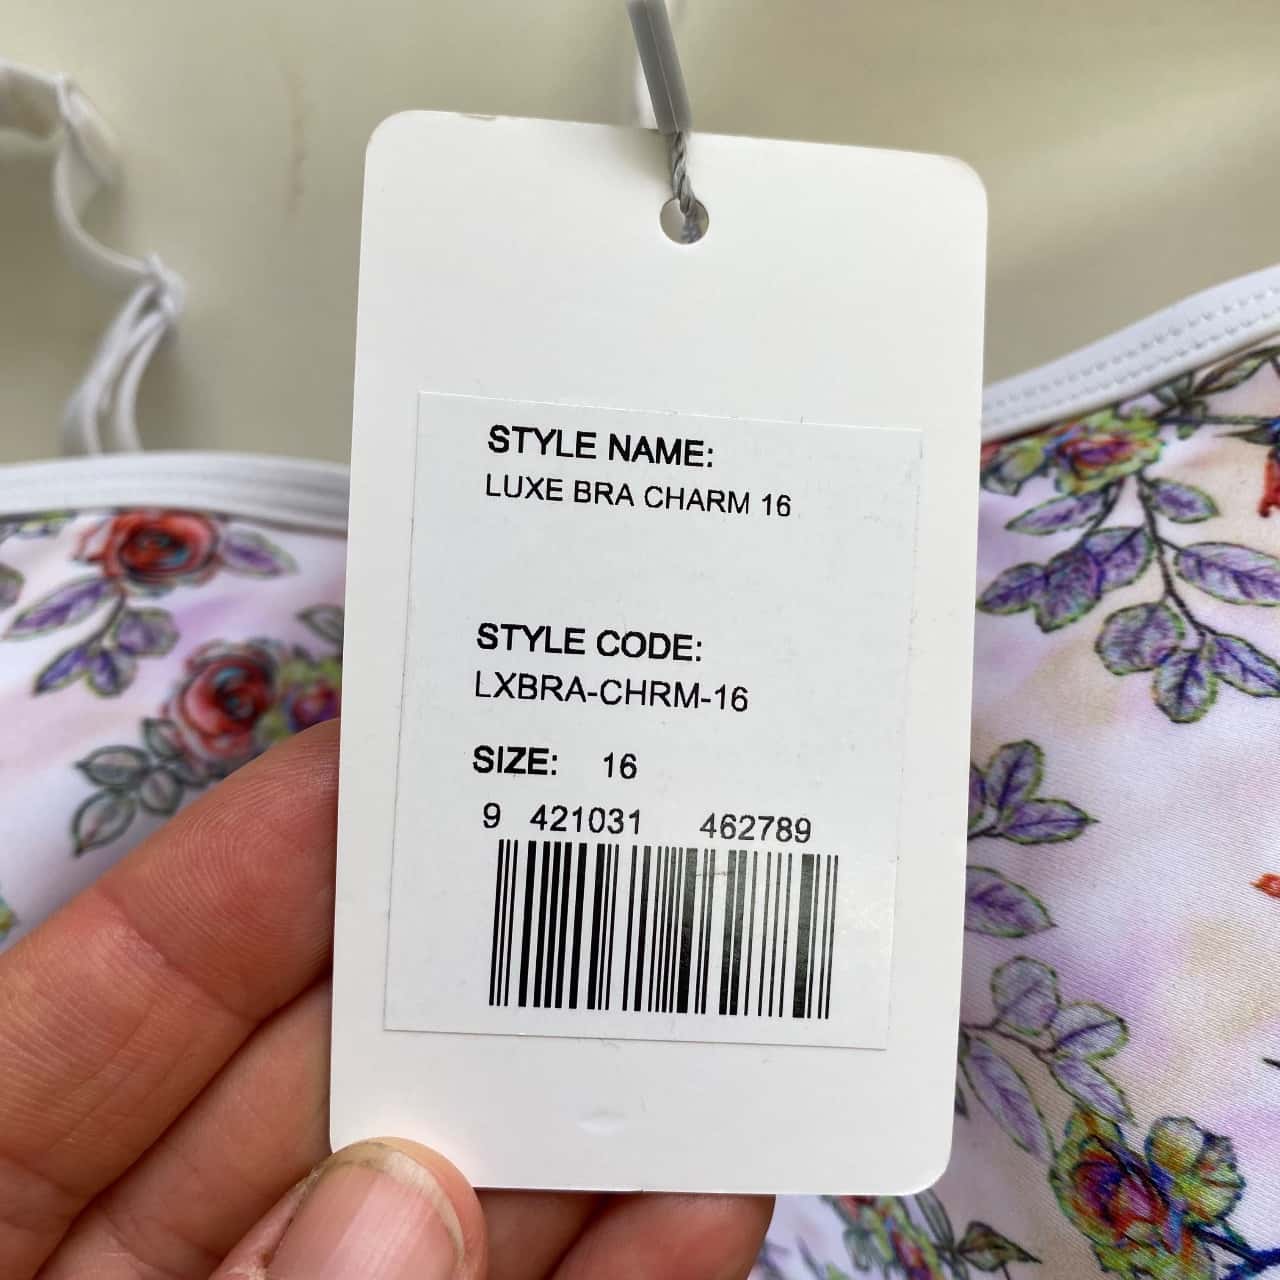 STYLE NAME:
LUXE BRA CHARM 16
STYLE CODE:
LXBRA-CHRM-16
SIZE: 16
9 421031 462789